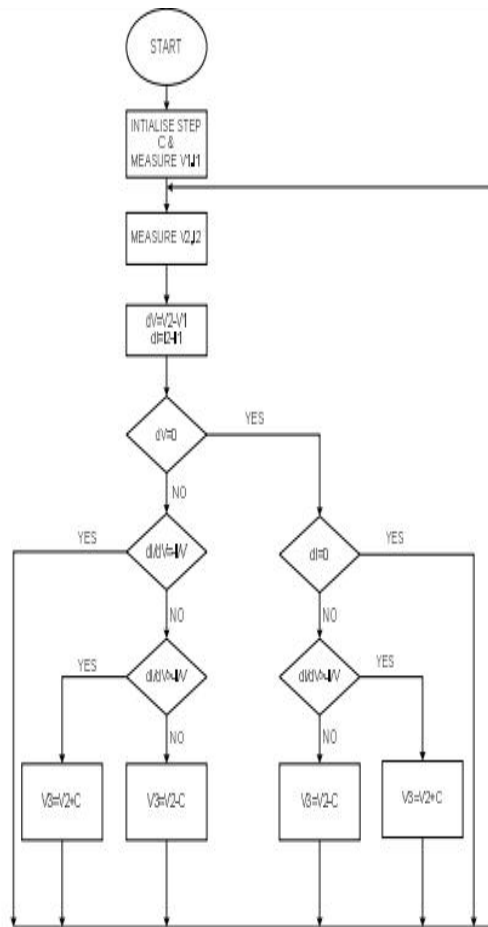 START
INTIALISE STEP
C &
MEASURE V1,I1
MEASURE V2,I2
dV=V2-V1
dI=I2-I1
YES
dV=0
NO
YES
dI/dV=-I/V
dI=0
YES
NO
NO
YES
dI/dV>-I/V
dI/dV>-I/V
YES
NO
NO
V3=V2+C
V3=V2-C
V3=V2-C
V3=V2+C